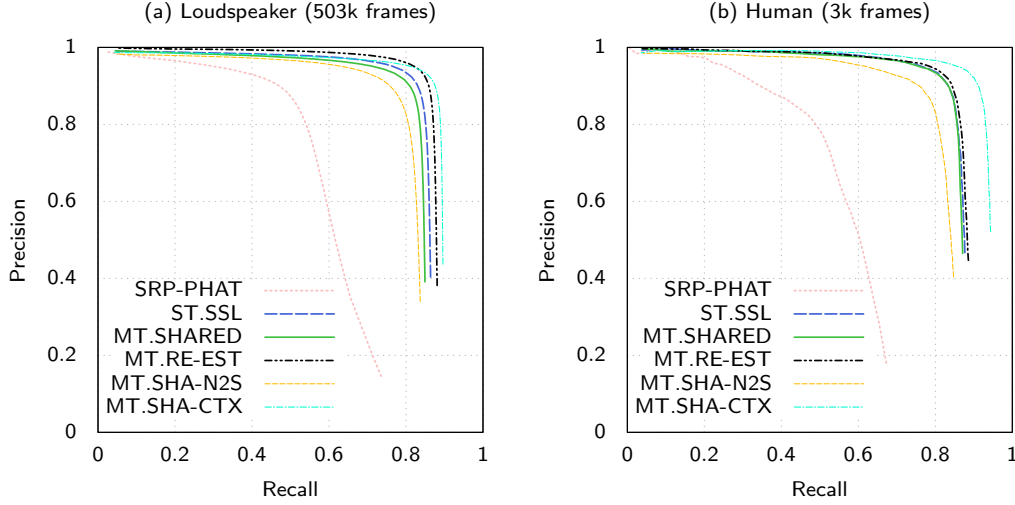 (a) Loudspeaker (503k frames)
Precision
1
0.8
0.6
0.4
0.2
0
SRP-PHAT
ST.SSL
MT.SHARED
MT.RE-EST
MT.SHA-N2S
MT.SHA-CTX
0 0.2 0.4 0.6 0.8 1
Recall
(b) Human (3k frames)
Precision
1
0.8
0.6
0.4
0.2
0
SRP-PHAT
ST.SSL
MT.SHARED
MT.RE-EST
MT.SHA-N2S
MT.SHA-CTX
0 0.2 0.4 0.6 0.8 1
Recall